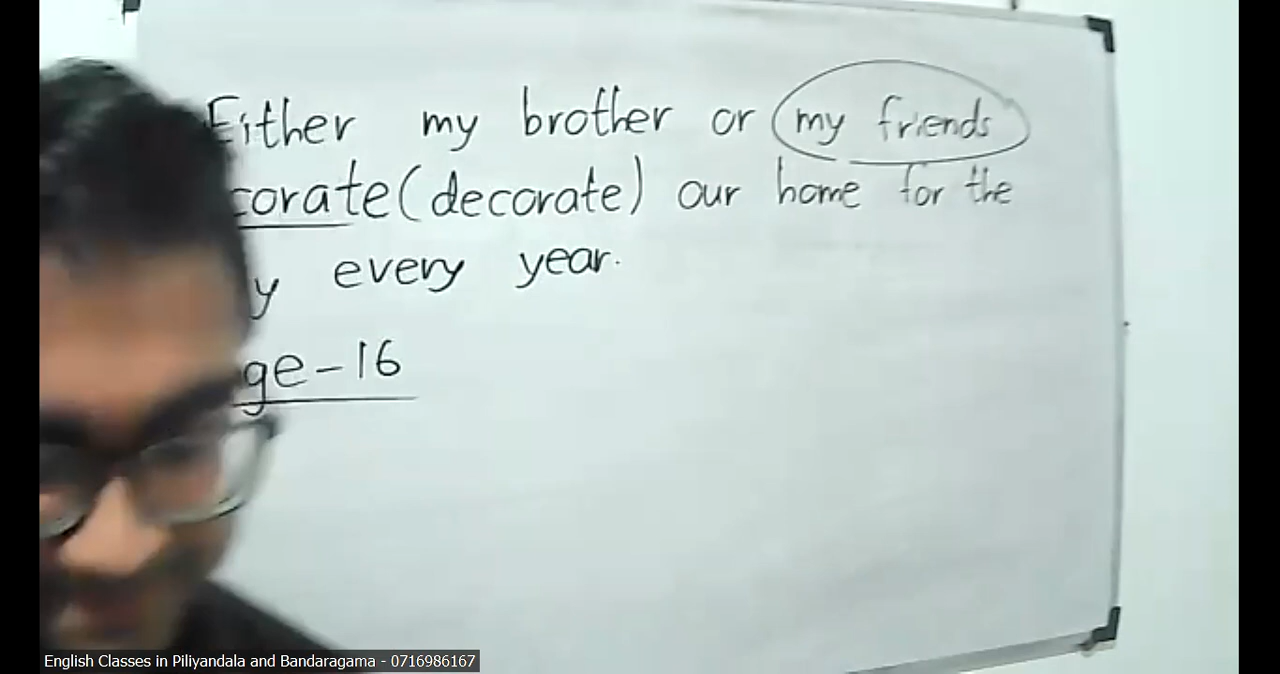 Either my brother or my friends
corate (decorate) our home for the
y every year.
ge - 16
English Classes in Piliyandala and Bandaragama - 0716986167